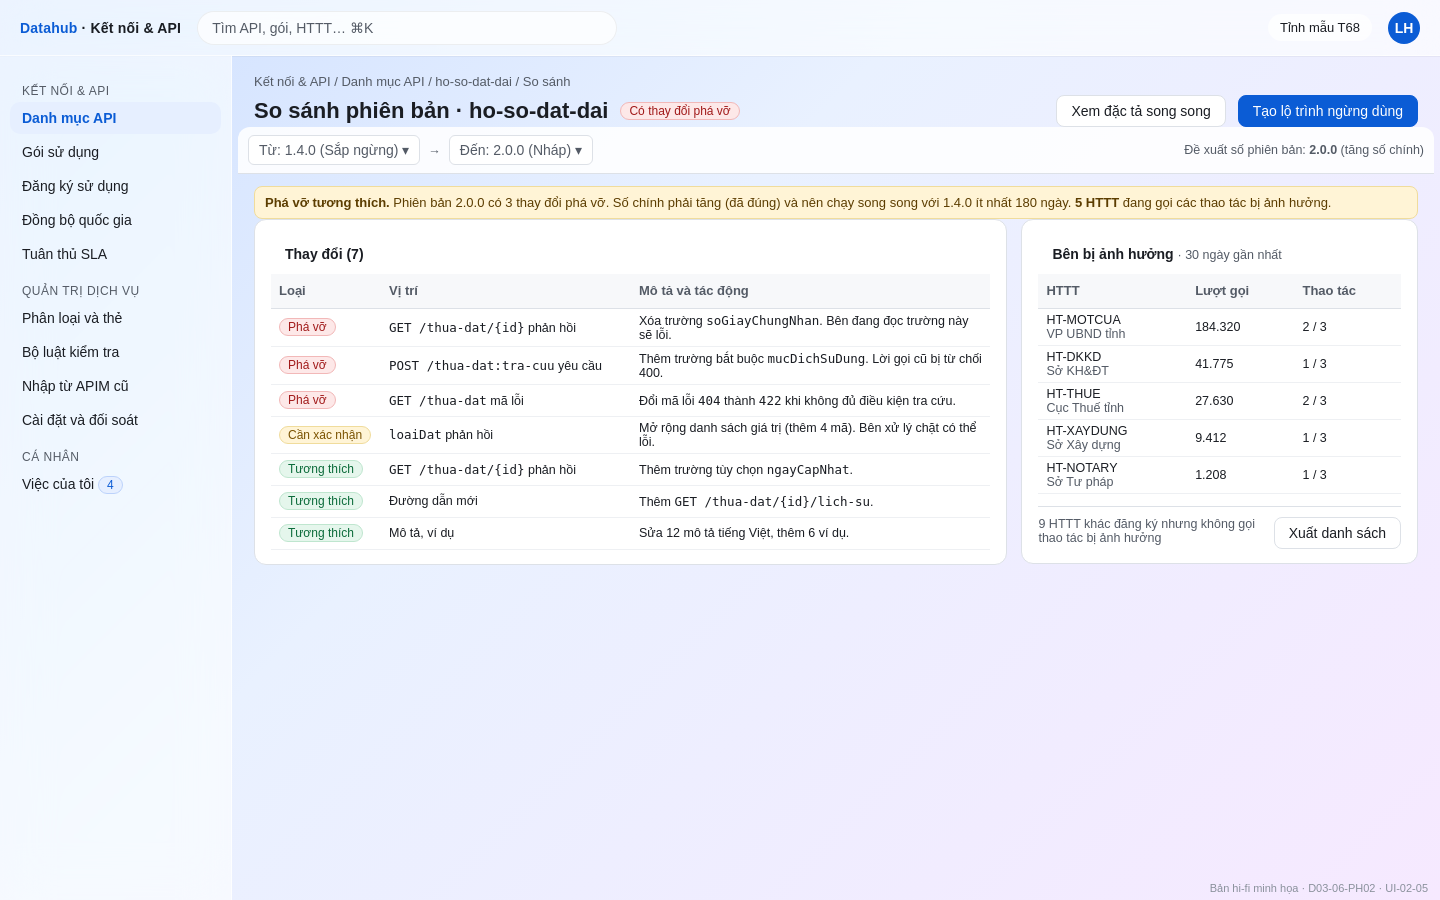 Datahub · Kết nối & API
Tìm API, gói, HTTT… ⌘K
Tỉnh mẫu T68
LH
KẾT NỐI & API
Danh mục API
Gói sử dụng
Đăng ký sử dụng
Đồng bộ quốc gia
Tuân thủ SLA
QUẢN TRỊ DỊCH VỤ
Phân loại và thẻ
Bộ luật kiểm tra
Nhập từ APIM cũ
Cài đặt và đối soát
CÁ NHÂN
Việc của tôi 4
Kết nối & API / Danh mục API / ho-so-dat-dai / So sánh
So sánh phiên bản · ho-so-dat-dai
Có thay đổi phá vỡ
Xem đặc tả song song
Tạo lộ trình ngừng dùng
Từ: 1.4.0 (Sắp ngừng) ▾ → Đến: 2.0.0 (Nháp) ▾
Đề xuất số phiên bản: 2.0.0 (tăng số chính)
Phá vỡ tương thích. Phiên bản 2.0.0 có 3 thay đổi phá vỡ. Số chính phải tăng (đã đúng) và nên chạy song song với 1.4.0 ít nhất 180 ngày. 5 HTTT đang gọi các thao tác bị ảnh hưởng.
Thay đổi (7)
Loại Vị trí Mô tả và tác động
Phá vỡ GET /thua-dat/{id} phản hồi Xóa trường soGiayChungNhan. Bên đang đọc trường này
sẽ lỗi.
Phá vỡ POST /thua-dat:tra-cuu yêu cầu Thêm trường bắt buộc mucDichSuDung. Lời gọi cũ bị từ chối
400.
Phá vỡ GET /thua-dat mã lỗi Đổi mã lỗi 404 thành 422 khi không đủ điều kiện tra cứu.
Cần xác nhận loaiDat phản hồi Mở rộng danh sách giá trị (thêm 4 mã). Bên xử lý chặt có thể
lỗi.
Tương thích GET /thua-dat/{id} phản hồi Thêm trường tùy chọn ngayCapNhat.
Tương thích Đường dẫn mới Thêm GET /thua-dat/{id}/lich-su.
Tương thích Mô tả, ví dụ Sửa 12 mô tả tiếng Việt, thêm 6 ví dụ.
Bên bị ảnh hưởng · 30 ngày gần nhất
HTTT Lượt gọi Thao tác
HT-MOTCUA 184.320 2 / 3
VP UBND tỉnh
HT-DKKD 41.775 1 / 3
Sở KH&ĐT
HT-THUE 27.630 2 / 3
Cục Thuế tỉnh
HT-XAYDUNG 9.412 1 / 3
Sở Xây dựng
HT-NOTARY 1.208 1 / 3
Sở Tư pháp
9 HTTT khác đăng ký nhưng không gọi
thao tác bị ảnh hưởng
Xuất danh sách
Bản hi-fi minh họa · D03-06-PH02 · UI-02-05